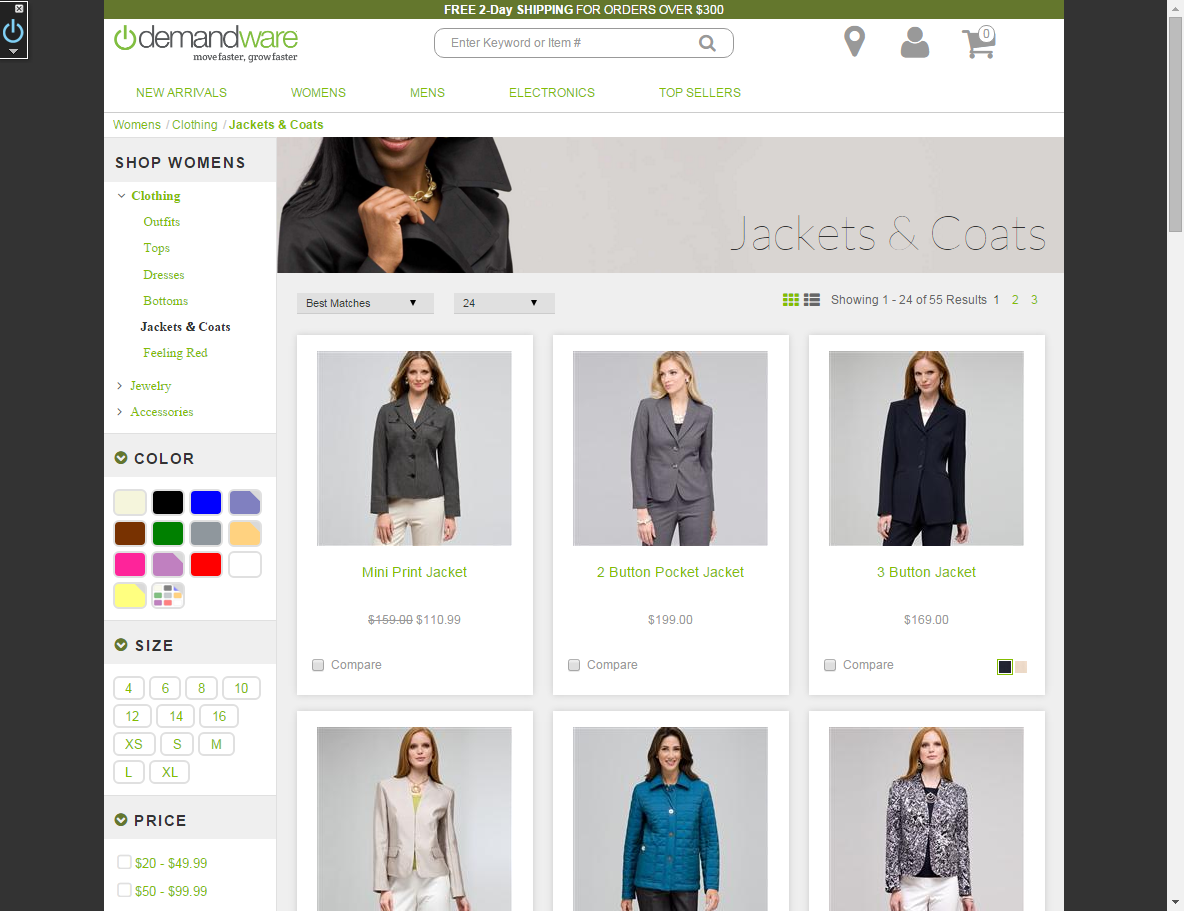 FREE 2-Day SHIPPING FOR ORDERS OVER $300
demandware
move faster, grow faster
Enter Keyword or Item #
0
NEW ARRIVALS WOMENS MENS ELECTRONICS TOP SELLERS
Womens / Clothing / Jackets & Coats
SHOP WOMENS
Clothing
Outfits
Tops
Dresses
Bottoms
Jackets & Coats
Feeling Red
Jewelry
Accessories
COLOR
SIZE
4 6 8 10
12 14 16
XS S M
L XL
PRICE
$20 - $49.99
$50 - $99.99
Jackets & Coats
Best Matches 24 Showing 1 - 24 of 55 Results 1 2 3
Mini Print Jacket
$159.00 $110.99
Compare
2 Button Pocket Jacket
$199.00
Compare
3 Button Jacket
$169.00
Compare